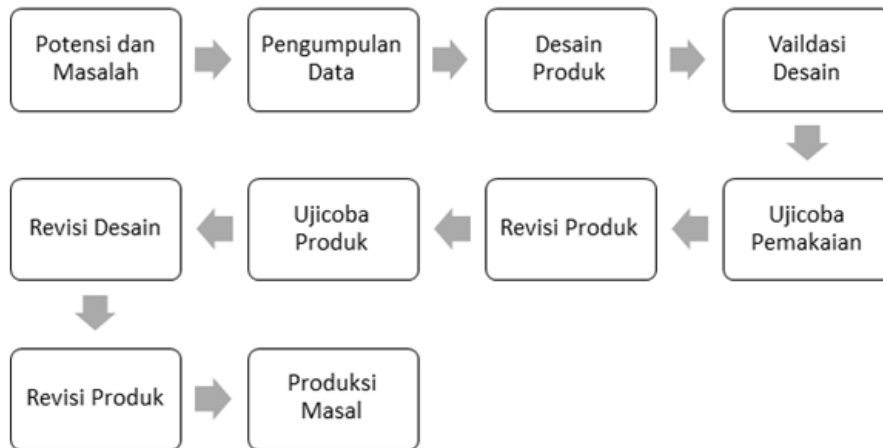 Potensi dan
Masalah
Pengumpulan
Data
Desain
Produk
Vaildasi
Desain
Ujicoba
Pemakaian
Revisi Produk
Ujicoba
Produk
Revisi Desain
Revisi Produk
Produksi
Masal